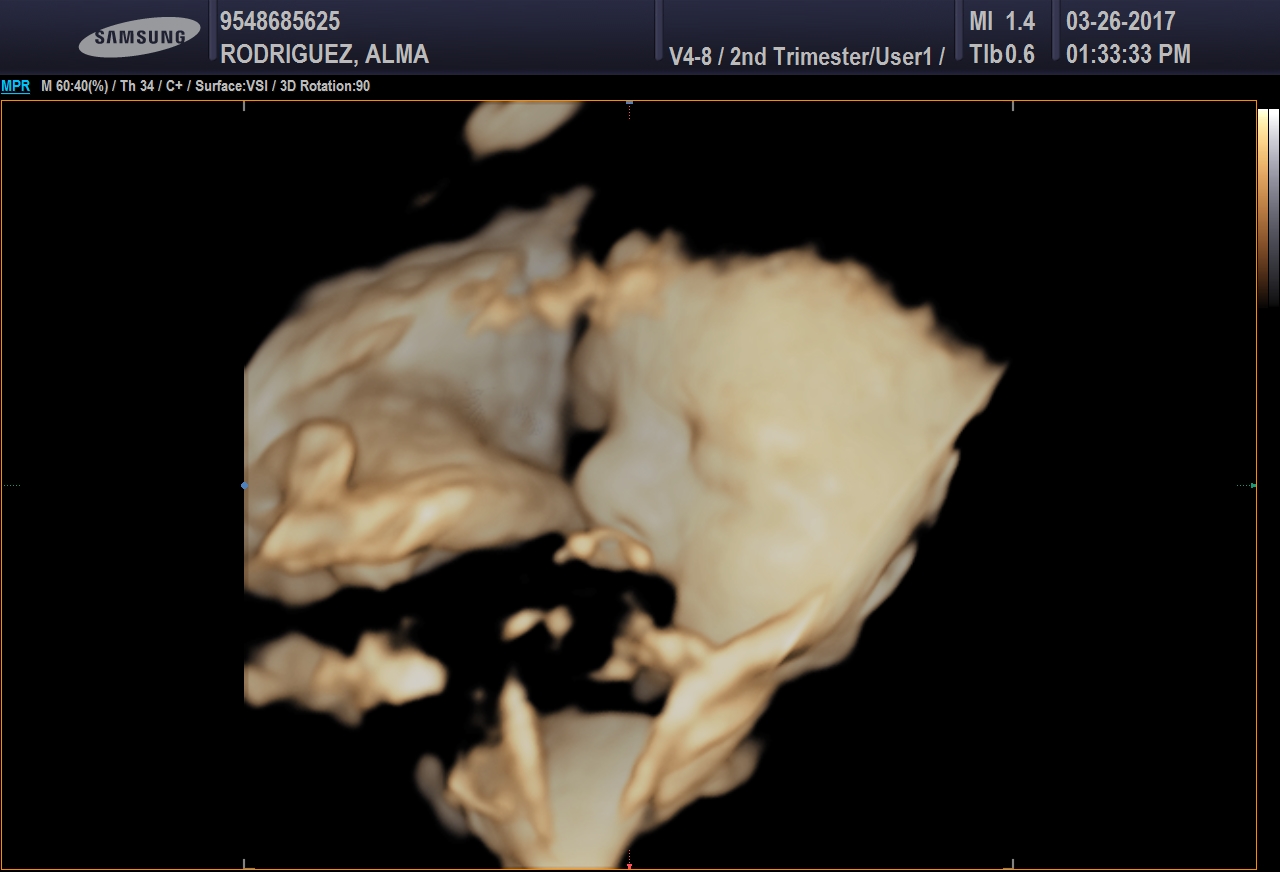 SAMSUNG
9548685625
RODRIGUEZ, ALMA
V4-8 / 2nd Trimester/User1 /
MI 1.4
TIb0.6
03-26-2017
01:33:33 PM
MPR M 60:40(%) / Th 34 / C+ / Surface:VSI / 3D Rotation:90